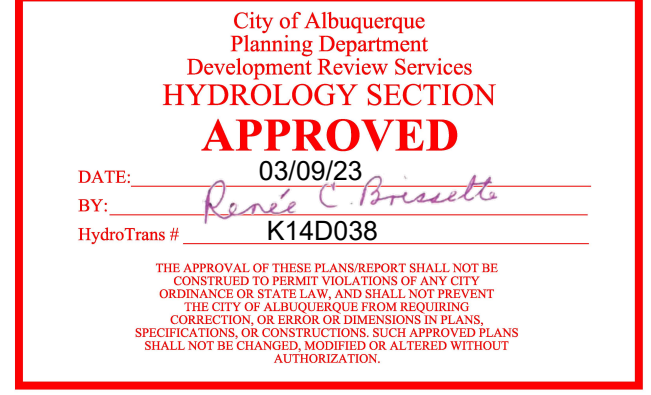 City of Albuquerque
Planning Department
Development Review Services
HYDROLOGY SECTION
APPROVED
DATE: 03/09/23
BY: Renée C. Brissette
HydroTrans # K14D038
THE APPROVAL OF THESE PLANS/REPORT SHALL NOT BE
CONSTRUED TO PERMIT VIOLATIONS OF ANY CITY
ORDINANCE OR STATE LAW, AND SHALL NOT PREVENT
THE CITY OF ALBUQUERQUE FROM REQUIRING
CORRECTION, OR ERROR OR DIMENSIONS IN PLANS,
SPECIFICATIONS, OR CONSTRUCTIONS. SUCH APPROVED PLANS
SHALL NOT BE CHANGED, MODIFIED OR ALTERED WITHOUT
AUTHORIZATION.